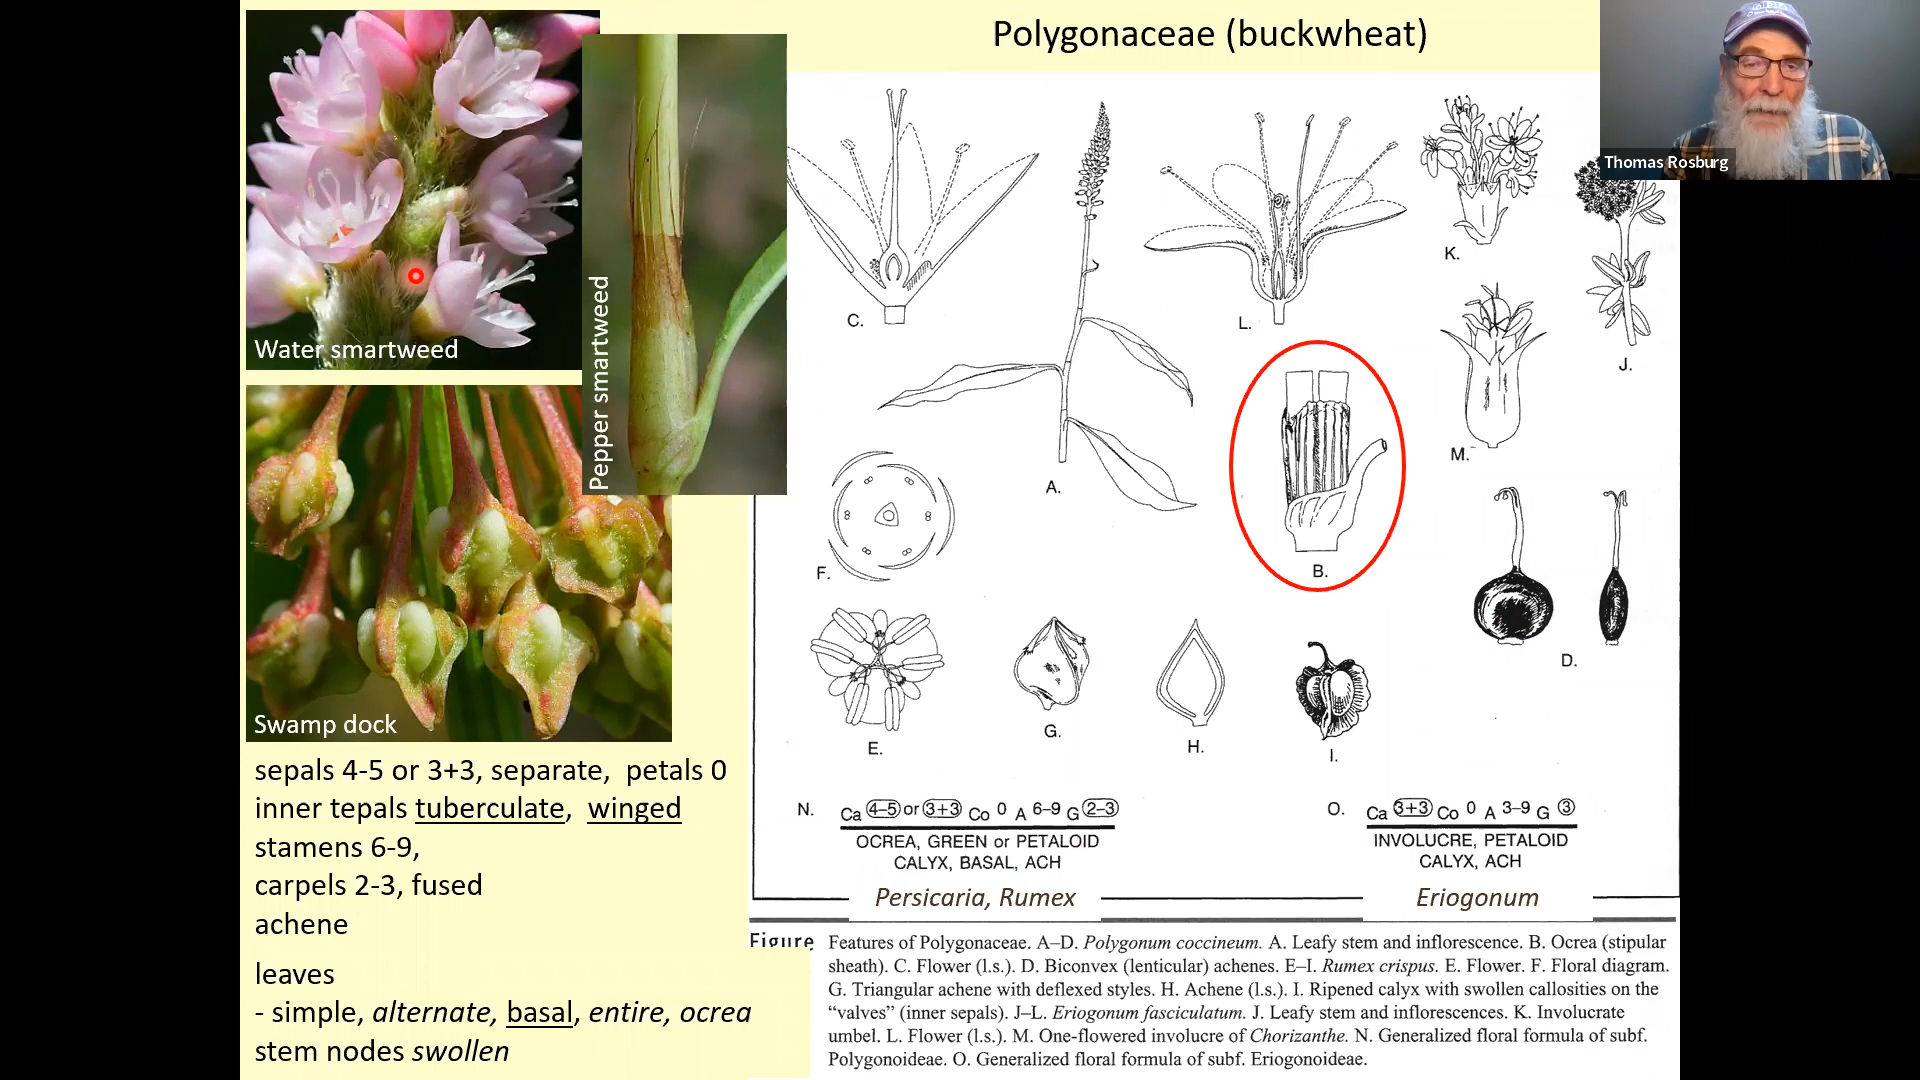 Polygonaceae (buckwheat)
Thomas Rosburg
Water smartweed
Pepper smartweed
Swamp dock
sepals 4-5 or 3+3, separate, petals 0
inner tepals tuberculate, winged
stamens 6-9,
carpels 2-3, fused
achene
leaves
- simple, alternate, basal, entire, ocrea
stem nodes swollen
C.
A.
L.
K.
J.
M.
B.
F.
D.
E.
G.
H.
I.
N. Ca 4–5 or 3+3 Co 0 A 6–9 G 2–3
OCREA, GREEN or PETALOID
CALYX, BASAL, ACH
Persicaria, Rumex
O. Ca 3+3 Co 0 A 3–9 G 3
INVOLUCRE, PETALOID
CALYX, ACH
Eriogonum
Figure Features of Polygonaceae. A–D. Polygonum coccineum. A. Leafy stem and inflorescence. B. Ocrea (stipular
sheath). C. Flower (l.s.). D. Biconvex (lenticular) achenes. E–I. Rumex crispus. E. Flower. F. Floral diagram.
G. Triangular achene with deflexed styles. H. Achene (l.s.). I. Ripened calyx with swollen callosities on the
“valves” (inner sepals). J–L. Eriogonum fasciculatum. J. Leafy stem and inflorescences. K. Involucrate
umbel. L. Flower (l.s.). M. One-flowered involucre of Chorizanthe. N. Generalized floral formula of subf.
Polygonoideae. O. Generalized floral formula of subf. Eriogonoideae.